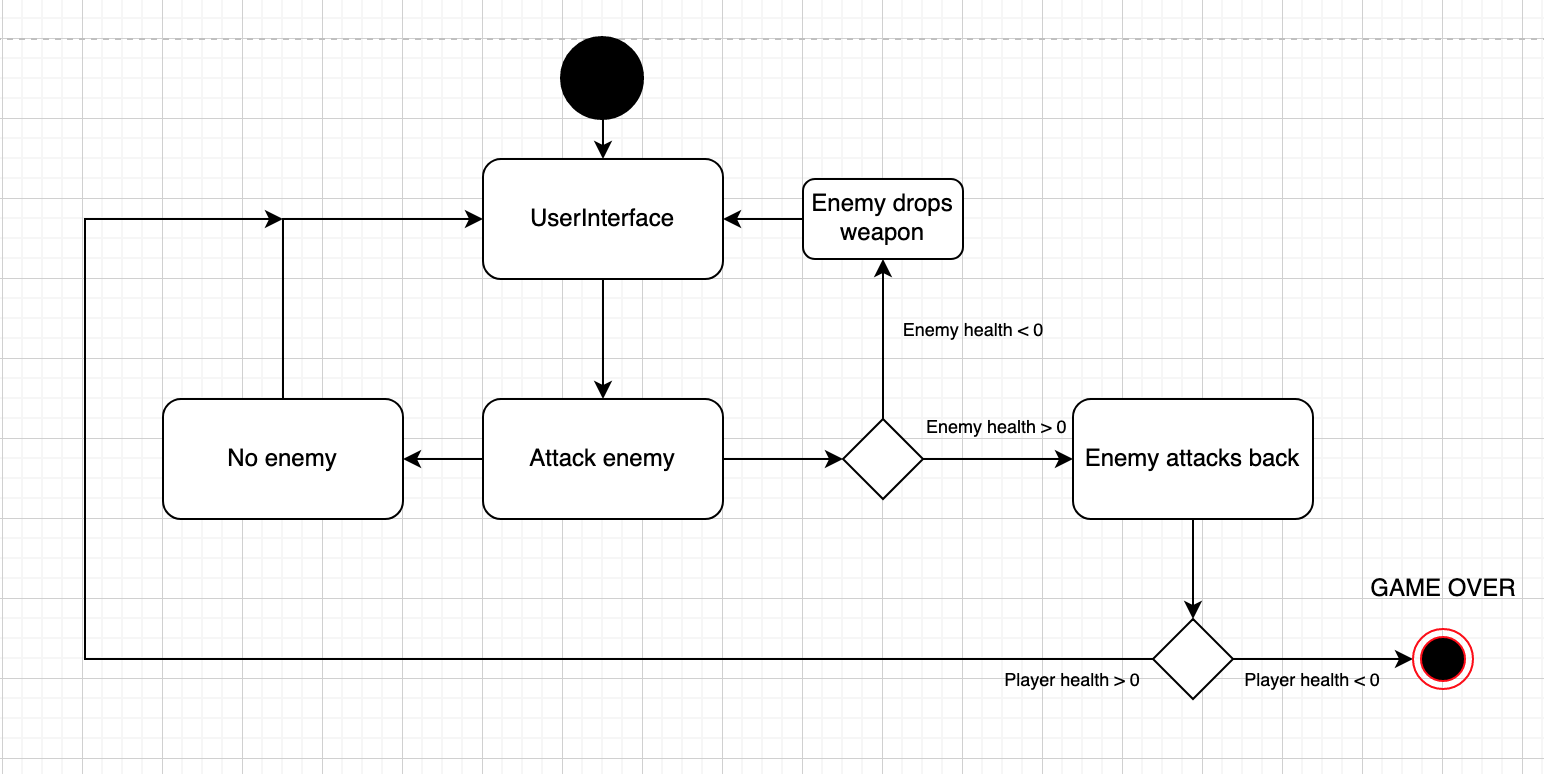 UserInterface
Enemy drops
weapon
Enemy health < 0
No enemy
Attack enemy
Enemy health > 0
Enemy attacks back
GAME OVER
Player health > 0
Player health < 0